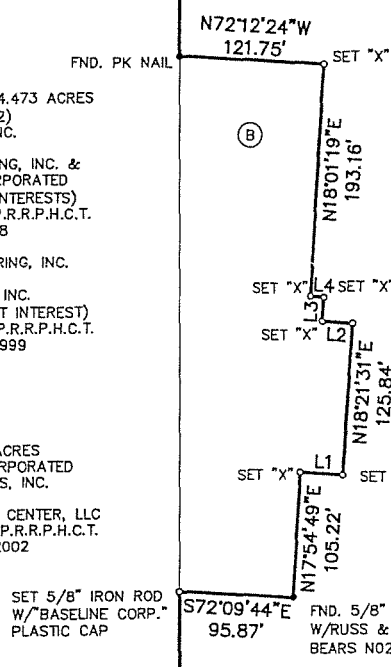 N72°12'24"W
121.75'
FND. PK NAIL
SET "X"
4.473 ACRES
2)
NC.
B
NG, INC. &
RPORATED
INTERESTS)
P.R.R.P.H.C.T.
8
N18°01'19"E
193.16'
RING, INC.
INC.
T INTEREST)
P.R.R.P.H.C.T.
999
SET "X"
L4
SET "X"
L3
SET "X"
L2
N18°21'31"E
125.84'
ACRES
RPORATED
S, INC.
CENTER, LLC
P.R.R.P.H.C.T.
2002
SET "X"
L1
SET
N17°54'49"E
105.22'
SET 5/8" IRON ROD
W/"BASELINE CORP."
PLASTIC CAP
S72°09'44"E
95.87'
FND. 5/8"
W/RUSS &
BEARS N02